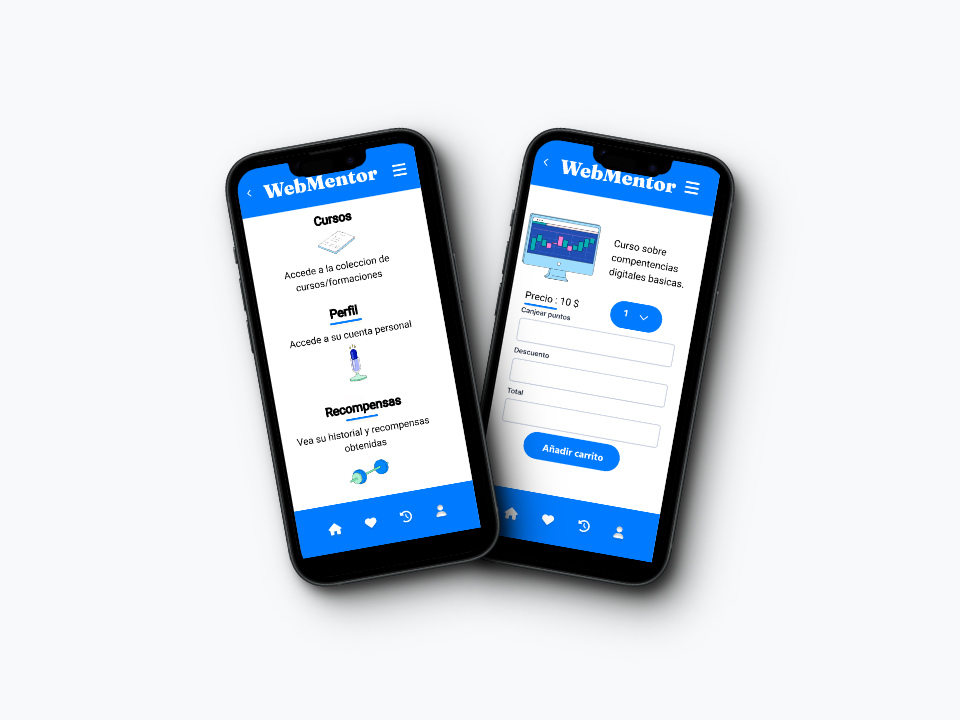 WebMentor
Cursos
Accede a la coleccion de
cursos/formaciones
Perfil
Accede a su cuenta personal
Recompensas
Vea su historial y recompensas
obtenidas
WebMentor
Curso sobre
compentencias
digitales basicas.
Precio : 10 $
1
Canjear puntos
Descuento
Total
Añadir carrito